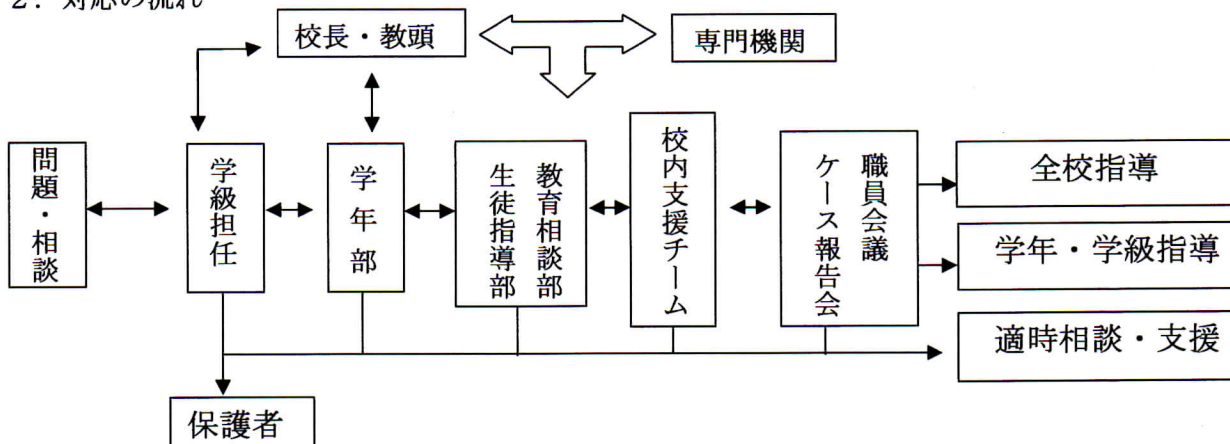 2．対応の流れ
校長・教頭
専門機関
問題・相談
学級担任
学年部
教育相談部
生徒指導部
校内支援チーム
職員会議
ケース報告会
全校指導
学年・学級指導
適時相談・支援
保護者